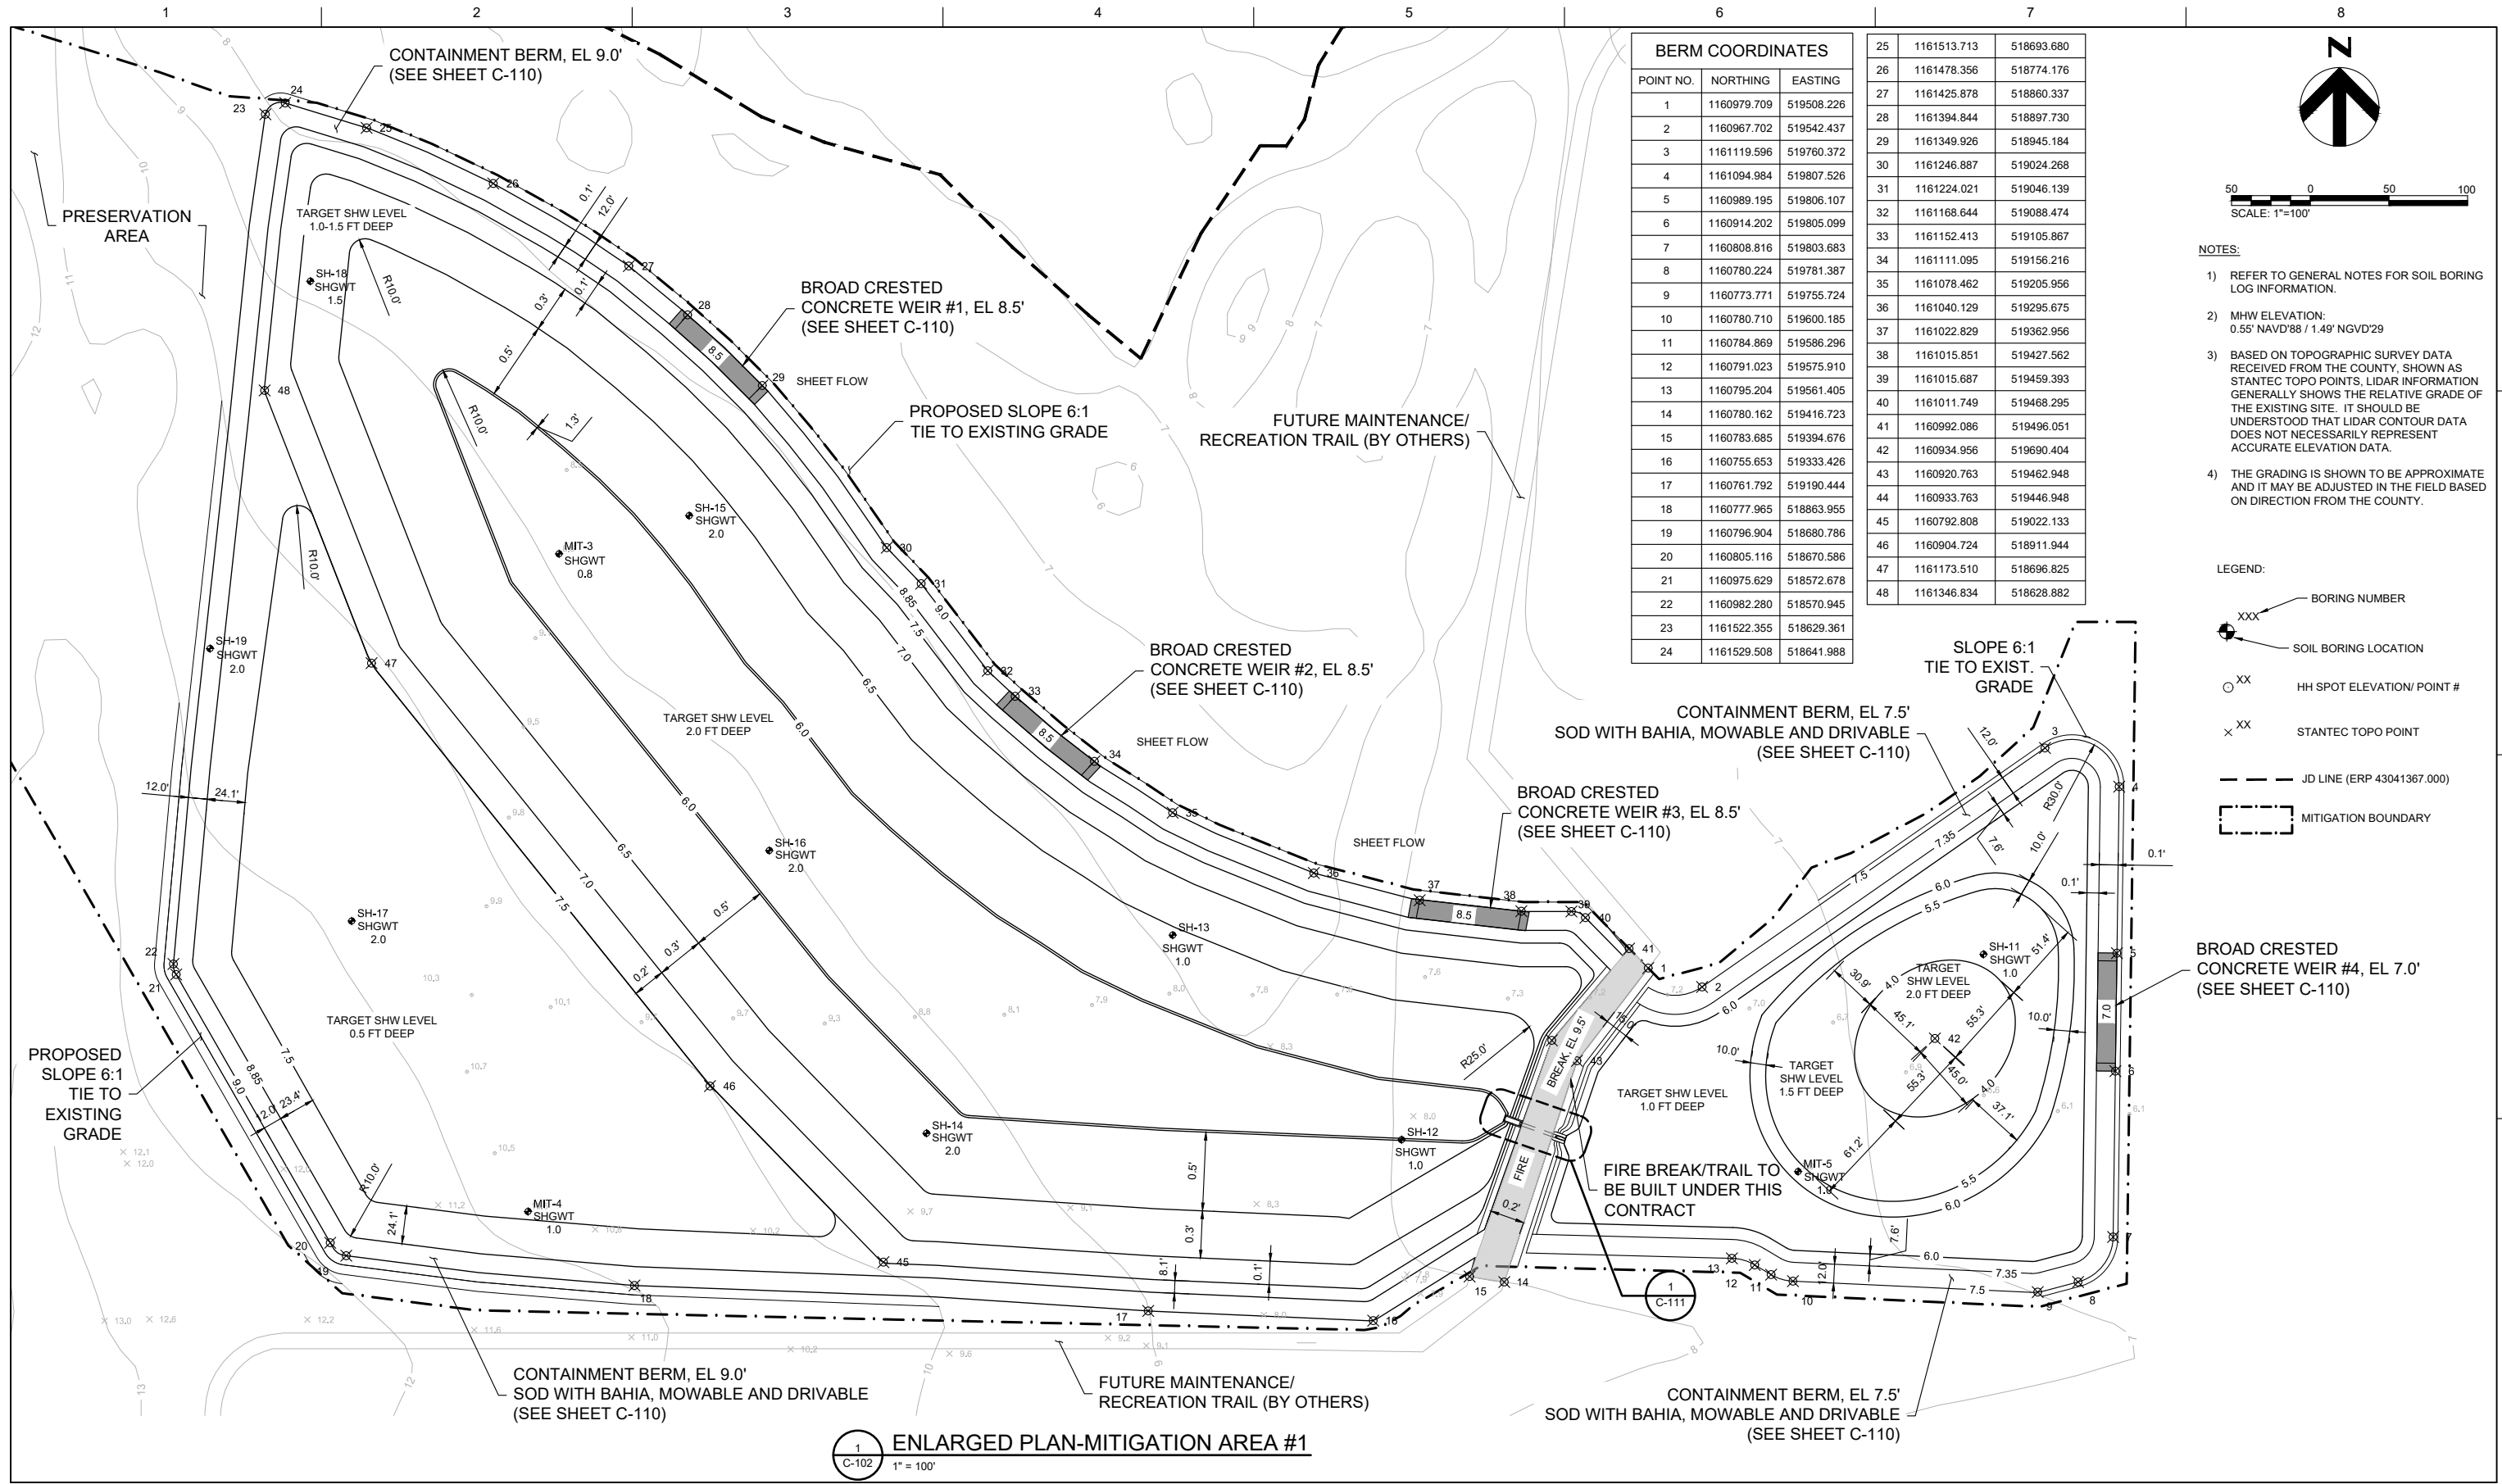 1 2 3 4 5 6 7 8
CONTAINMENT BERM, EL 9.0'
(SEE SHEET C-110)
PRESERVATION
AREA
TARGET SHW LEVEL
1.0-1.5 FT DEEP
BROAD CRESTED
CONCRETE WEIR #1, EL 8.5'
(SEE SHEET C-110)
SHEET FLOW
PROPOSED SLOPE 6:1
TIE TO EXISTING GRADE
FUTURE MAINTENANCE/
RECREATION TRAIL (BY OTHERS)
BROAD CRESTED
CONCRETE WEIR #2, EL 8.5'
(SEE SHEET C-110)
SHEET FLOW
BROAD CRESTED
CONCRETE WEIR #3, EL 8.5'
(SEE SHEET C-110)
SHEET FLOW
SLOPE 6:1
TIE TO EXIST.
GRADE
CONTAINMENT BERM, EL 7.5'
SOD WITH BAHIA, MOWABLE AND DRIVABLE
(SEE SHEET C-110)
BROAD CRESTED
CONCRETE WEIR #4, EL 7.0'
(SEE SHEET C-110)
BERM COORDINATES
POINT NO. NORTHING EASTING
1 1160979.709 519508.226
2 1160967.702 519542.437
3 1161119.596 519760.372
4 1161094.984 519807.526
5 1160989.195 519806.107
6 1160914.202 519805.099
7 1160808.816 519803.683
8 1160780.224 519781.387
9 1160773.771 519755.724
10 1160780.710 519600.185
11 1160784.869 519586.296
12 1160791.023 519575.910
13 1160795.204 519561.405
14 1160780.162 519416.723
15 1160783.685 519394.676
16 1160755.653 519333.426
17 1160761.792 519190.444
18 1160777.965 518863.955
19 1160796.904 518680.786
20 1160805.116 518670.586
21 1160975.629 518572.678
22 1160982.280 518570.945
23 1161522.355 518629.361
24 1161529.508 518641.988
25 1161513.713 518693.680
26 1161478.356 518774.176
27 1161425.878 518860.337
28 1161394.844 518897.730
29 1161349.926 518945.184
30 1161246.887 519024.268
31 1161224.021 519046.139
32 1161168.644 519088.474
33 1161152.413 519105.867
34 1161111.095 519156.216
35 1161078.462 519205.956
36 1161040.129 519295.675
37 1161022.829 519362.956
38 1161015.851 519427.562
39 1161015.687 519459.393
40 1161011.749 519468.295
41 1160992.086 519496.051
42 1160934.956 519690.404
43 1160920.763 519462.948
44 1160933.763 519446.948
45 1160792.808 519022.133
46 1160904.724 518911.944
47 1161173.510 518696.825
48 1161346.834 518628.882
N
50 0 50 100
SCALE: 1"=100'
NOTES:
1) REFER TO GENERAL NOTES FOR SOIL BORING
LOG INFORMATION.
2) MHW ELEVATION:
0.55' NAVD'88 / 1.49' NGVD'29
3) BASED ON TOPOGRAPHIC SURVEY DATA
RECEIVED FROM THE COUNTY, SHOWN AS
STANTEC TOPO POINTS, LIDAR INFORMATION
GENERALLY SHOWS THE RELATIVE GRADE OF
THE EXISTING SITE. IT SHOULD BE
UNDERSTOOD THAT LIDAR CONTOUR DATA
DOES NOT NECESSARILY REPRESENT
ACCURATE ELEVATION DATA.
4) THE GRADING IS SHOWN TO BE APPROXIMATE
AND IT MAY BE ADJUSTED IN THE FIELD BASED
ON DIRECTION FROM THE COUNTY.
LEGEND:
BORING NUMBER
XXX
SOIL BORING LOCATION
XX HH SPOT ELEVATION/ POINT #
XX STANTEC TOPO POINT
JD LINE (ERP 43041367.000)
MITIGATION BOUNDARY
SH-18
SHGWT
1.5
SH-15
SHGWT
2.0
MIT-3
SHGWT
0.8
SH-19
SHGWT
2.0
TARGET SHW LEVEL
2.0 FT DEEP
SH-16
SHGWT
2.0
SH-17
SHGWT
2.0
SH-13
SHGWT
1.0
SH-11
SHGWT
1.0
TARGET
SHW LEVEL
2.0 FT DEEP
TARGET SHW LEVEL
0.5 FT DEEP
TARGET
SHW LEVEL
1.5 FT DEEP
TARGET SHW LEVEL
1.0 FT DEEP
SH-14
SHGWT
2.0
SH-12
SHGWT
1.0
MIT-5
SHGWT
1.0
MIT-4
SHGWT
1.0
PROPOSED
SLOPE 6:1
TIE TO
EXISTING
GRADE
FIRE BREAK, EL 9.5'
FIRE BREAK/TRAIL TO
BE BUILT UNDER THIS
CONTRACT
1
C-111
CONTAINMENT BERM, EL 9.0'
SOD WITH BAHIA, MOWABLE AND DRIVABLE
(SEE SHEET C-110)
FUTURE MAINTENANCE/
RECREATION TRAIL (BY OTHERS)
CONTAINMENT BERM, EL 7.5'
SOD WITH BAHIA, MOWABLE AND DRIVABLE
(SEE SHEET C-110)
1
C-102
ENLARGED PLAN-MITIGATION AREA #1
1" = 100'